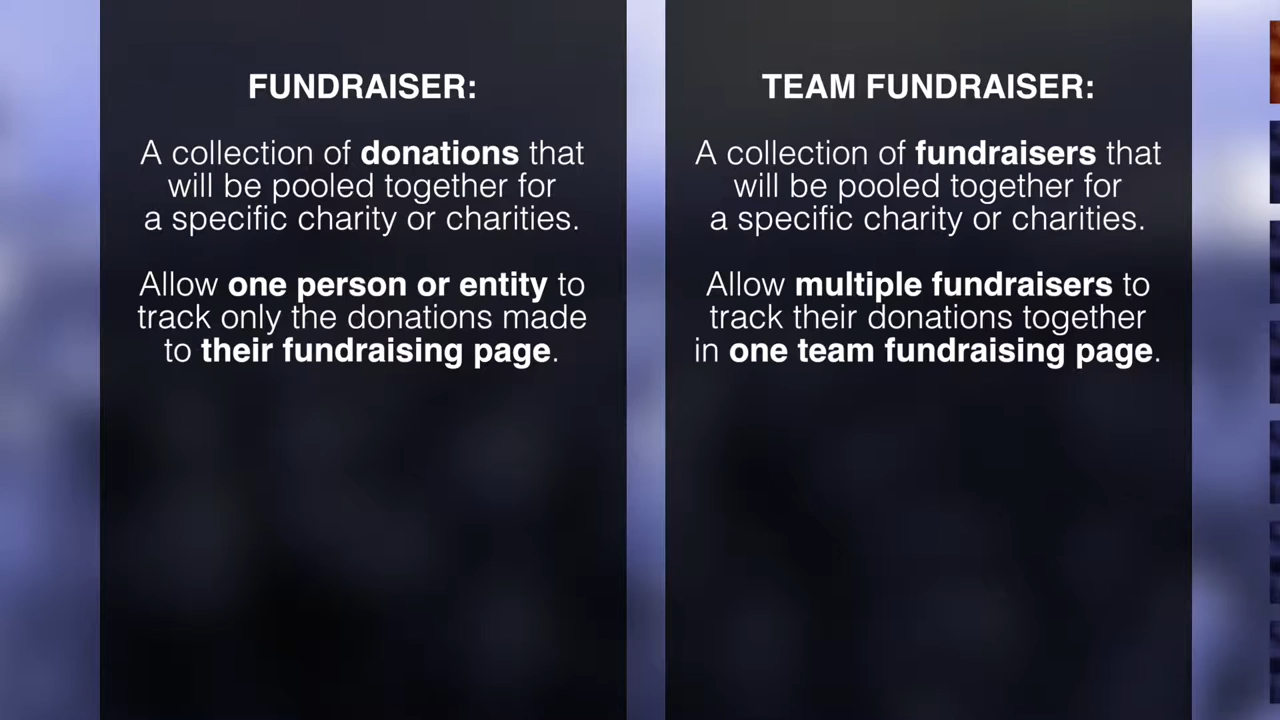 FUNDRAISER:
A collection of donations that
will be pooled together for
a specific charity or charities.
Allow one person or entity to
track only the donations made
to their fundraising page.
TEAM FUNDRAISER:
A collection of fundraisers that
will be pooled together for
a specific charity or charities.
Allow multiple fundraisers to
track their donations together
in one team fundraising page.